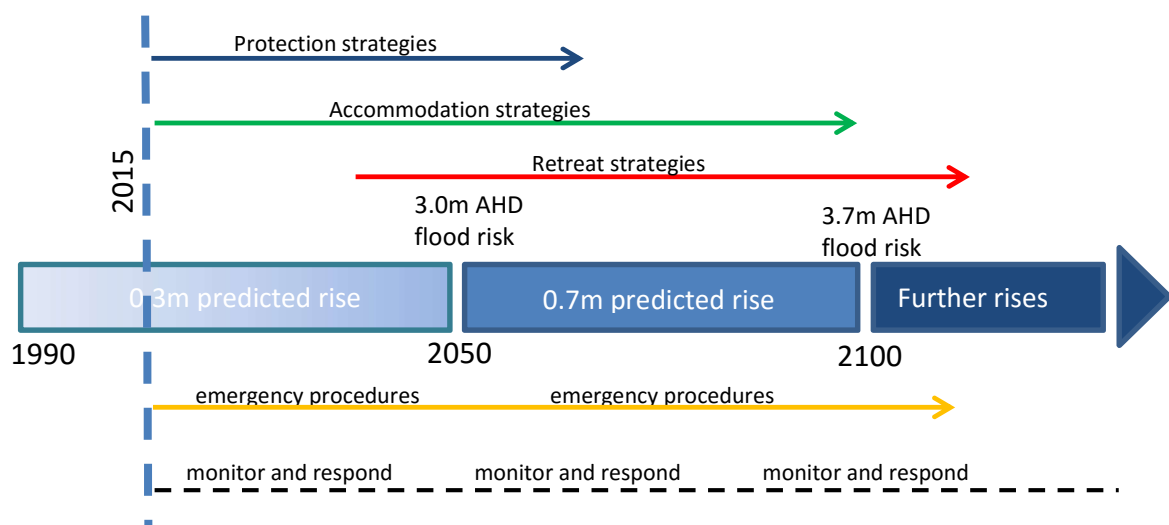 Protection strategies
Accommodation strategies
2015
Retreat strategies
3.0m AHD
flood risk
3.7m AHD
flood risk
0.3m predicted rise
0.7m predicted rise
Further rises
1990
2050
2100
emergency procedures
emergency procedures
monitor and respond
monitor and respond
monitor and respond